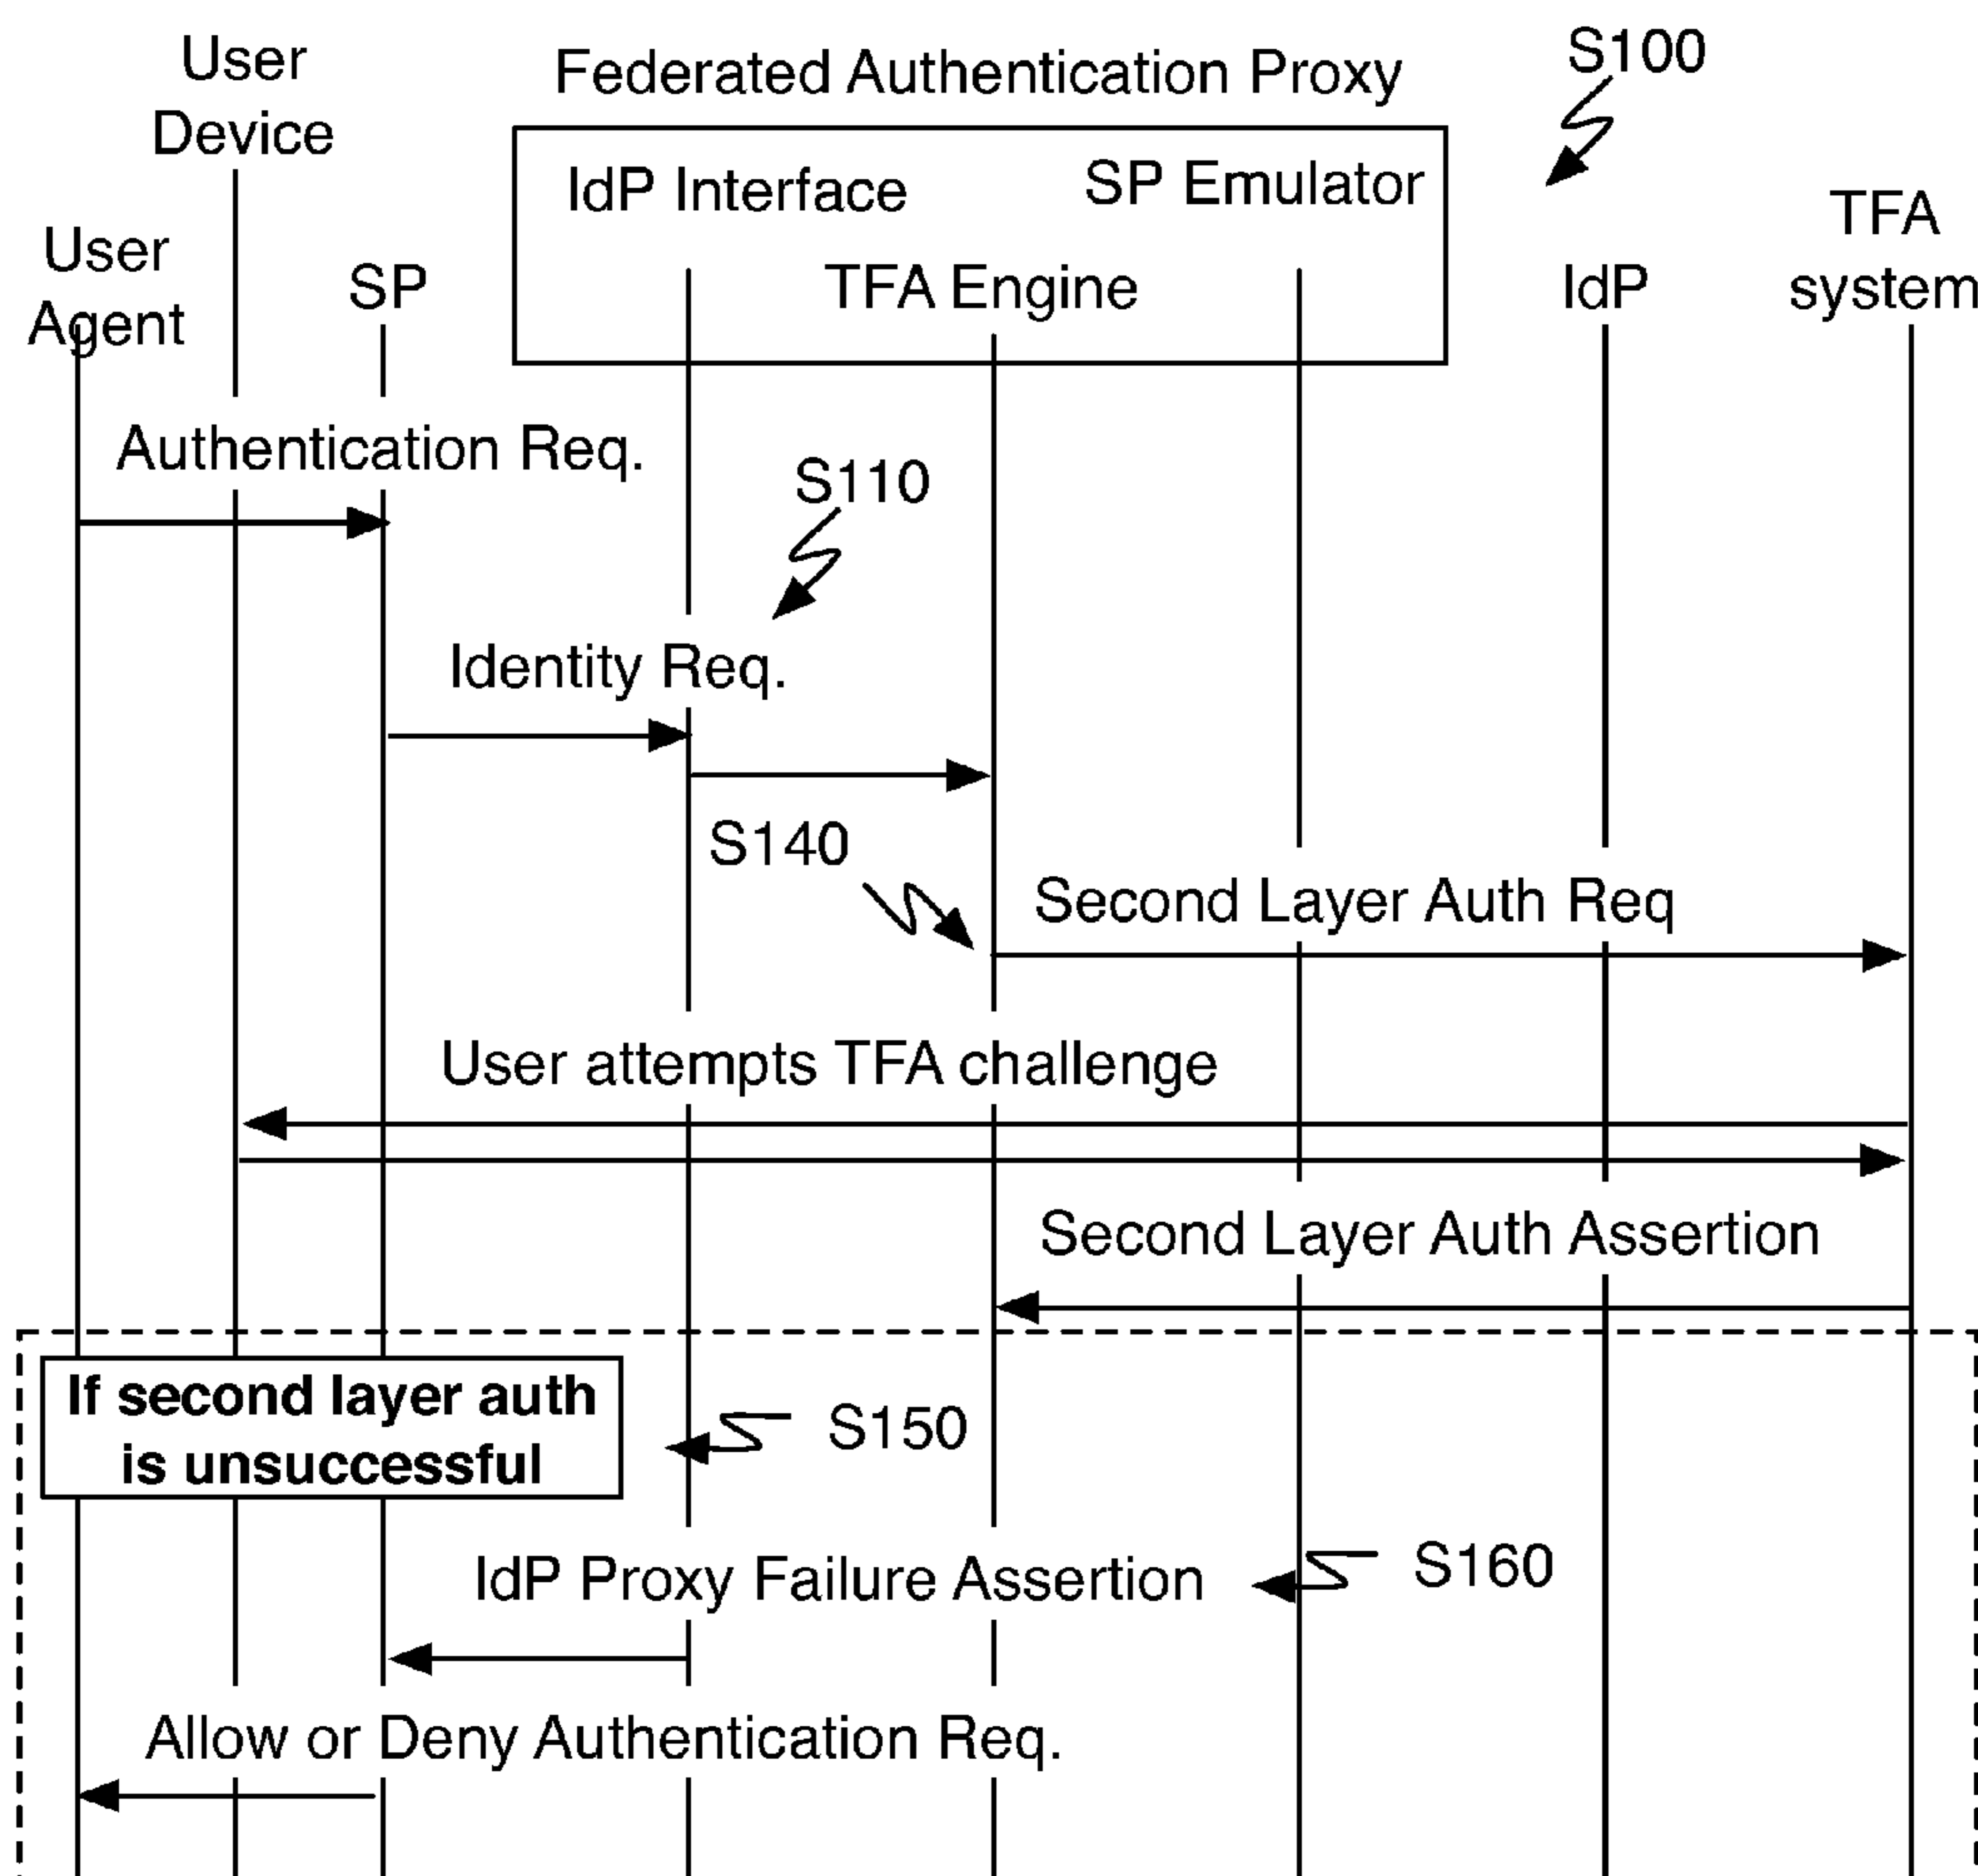 User
Device
Federated Authentication Proxy
S100
IdP Interface
SP Emulator
TFA
system
User
Agent
SP
TFA Engine
IdP
Authentication Req.
S110
Identity Req.
S140
Second Layer Auth Req
User attempts TFA challenge
Second Layer Auth Assertion
If second layer auth
is unsuccessful
S150
IdP Proxy Failure Assertion
S160
Allow or Deny Authentication Req.